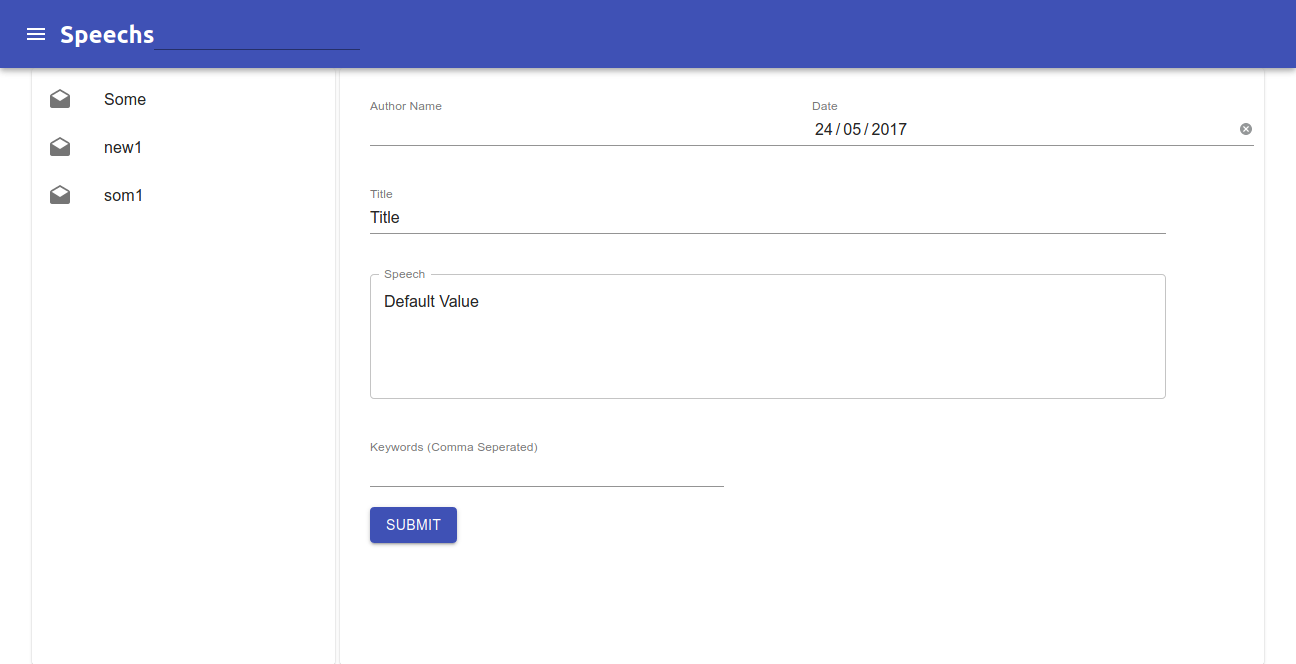 Speechs
Some
new1
som1
Author Name
Date
24/05/2017
Title
Title
Speech
Default Value
Keywords (Comma Seperated)
SUBMIT